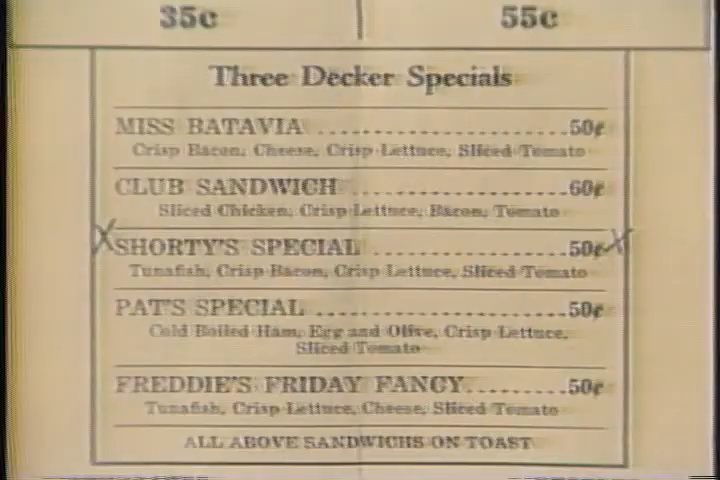 35c 55c
Three Decker Specials
MISS BATAVIA ........................50¢
Crisp Bacon, Cheese, Crisp Lettuce, Sliced Tomato
CLUB SANDWICH ....................60¢
Sliced Chicken, Crisp Lettuce, Bacon, Tomato
X SHORTY'S SPECIAL ..................50¢ X
Tunafish, Crisp Bacon, Crisp Lettuce, Sliced Tomato
PAT'S SPECIAL ........................50¢
Cold Boiled Ham, Egg and Olive, Crisp Lettuce,
Sliced Tomato
FREDDIE'S FRIDAY FANCY..........50¢
Tunafish, Crisp Lettuce, Cheese, Sliced Tomato
ALL ABOVE SANDWICHS ON TOAST